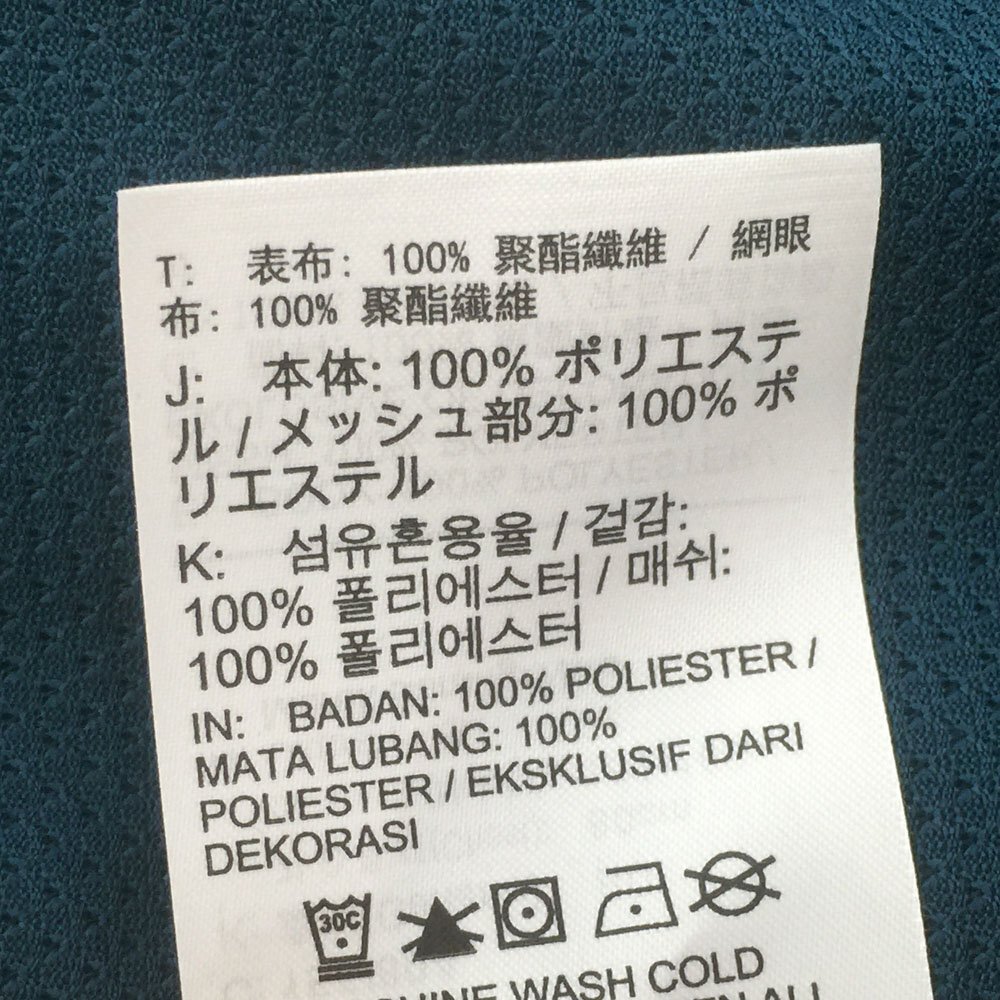 T: 表布: 100% 聚酯纖維 / 網眼
布: 100% 聚酯纖維
J: 本体: 100% ポリエステ
ル / メッシュ部分: 100% ポ
リエステル
K: 섬유혼용율 / 겉감:
100% 폴리에스터 / 매쉬:
100% 폴리에스터
IN: BADAN: 100% POLIESTER /
MATA LUBANG: 100%
POLIESTER / EKSKLUSIF DARI
DEKORASI
30C
WASH COLD
ALL